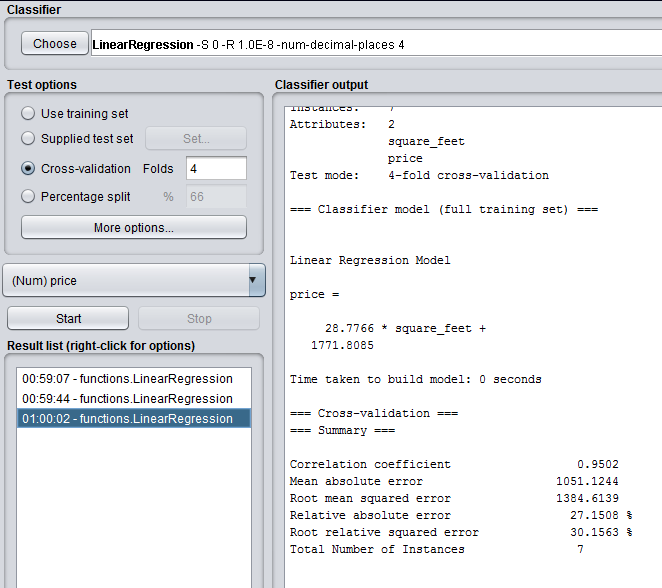 Classifier
Choose LinearRegression -S 0 -R 1.0E-8 -num-decimal-places 4
Test options
Use training set
Supplied test set Set...
Cross-validation Folds 4
Percentage split % 66
More options...
(Num) price
Start Stop
Result list (right-click for options)
00:59:07 - functions.LinearRegression
00:59:44 - functions.LinearRegression
01:00:02 - functions.LinearRegression
Classifier output
Instances: 7
Attributes: 2
square_feet
price
Test mode: 4-fold cross-validation
=== Classifier model (full training set) ===
Linear Regression Model
price =
28.7766 * square_feet +
1771.8085
Time taken to build model: 0 seconds
=== Cross-validation ===
=== Summary ===
Correlation coefficient 0.9502
Mean absolute error 1051.1244
Root mean squared error 1384.6139
Relative absolute error 27.1508 %
Root relative squared error 30.1563 %
Total Number of Instances 7